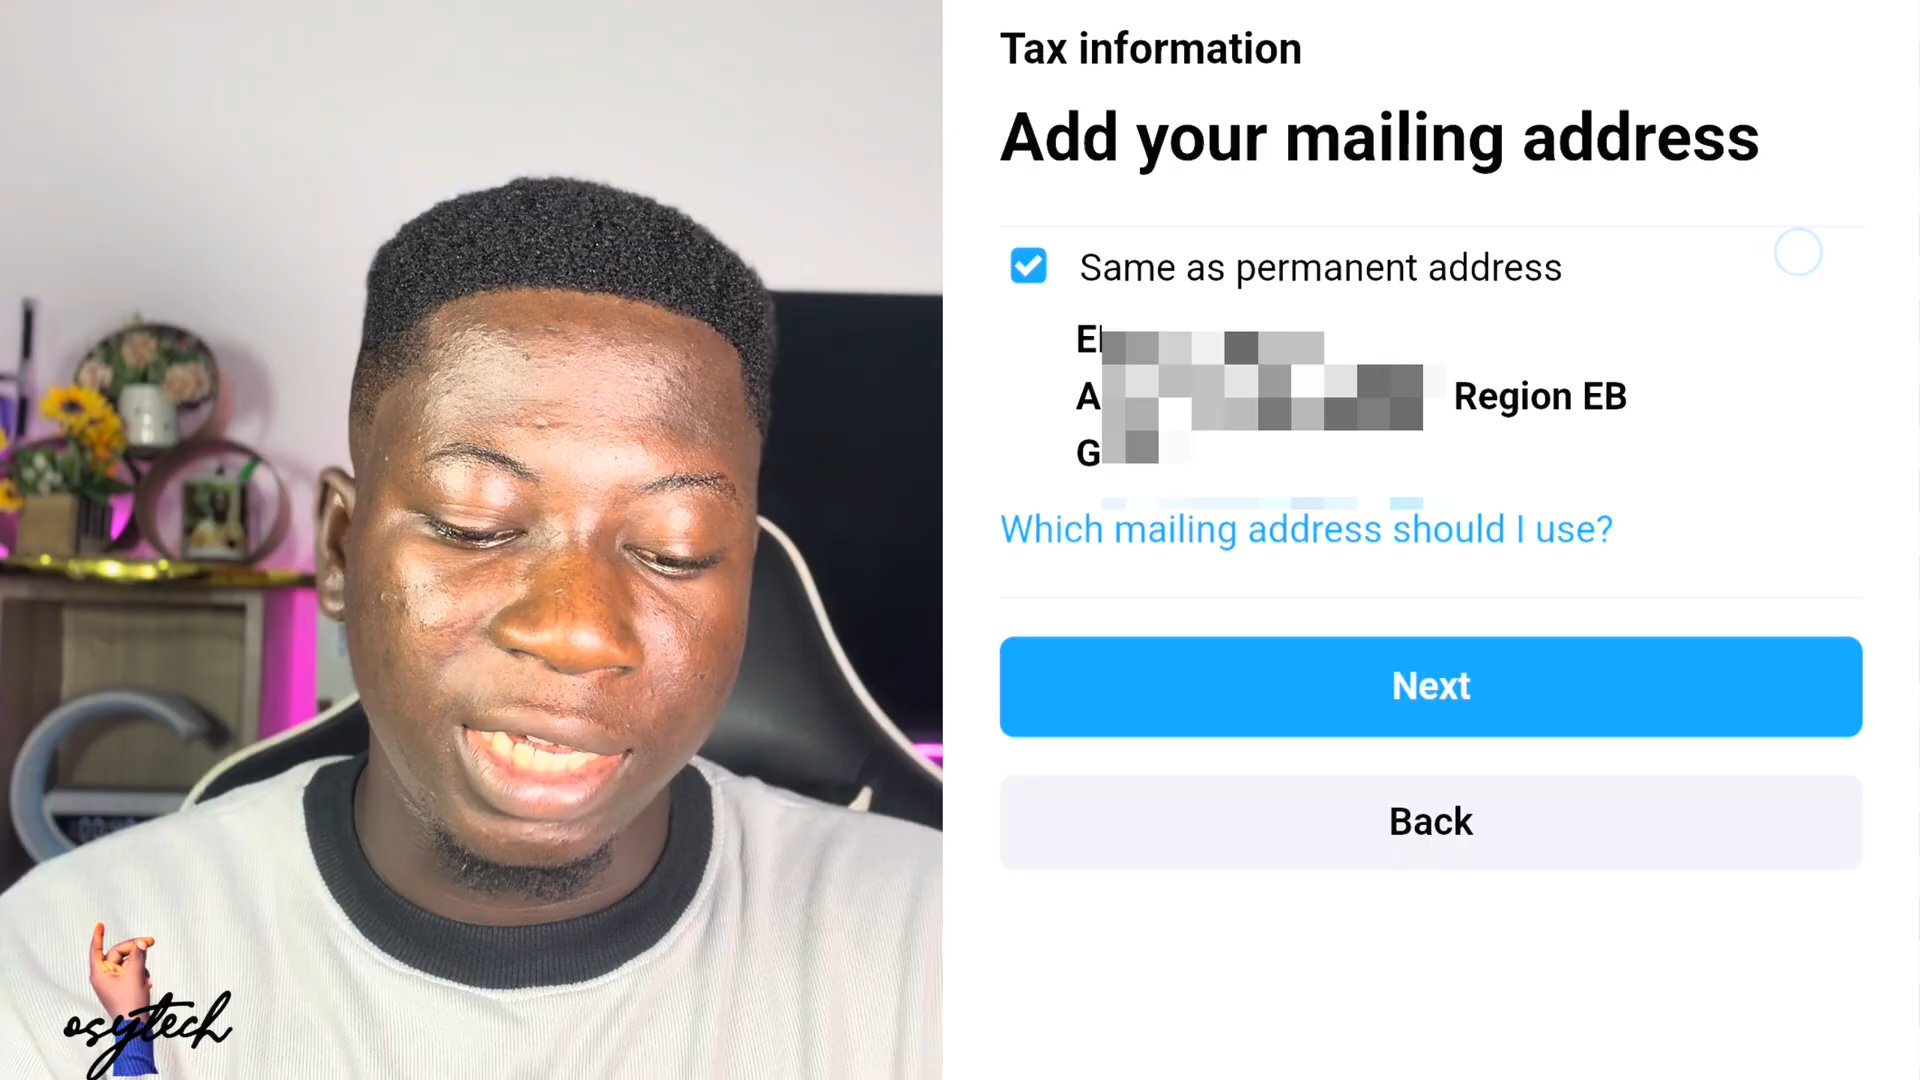 Tax information
Add your mailing address
Same as permanent address
Region EB
Which mailing address should I use?
Next
Back
osytech